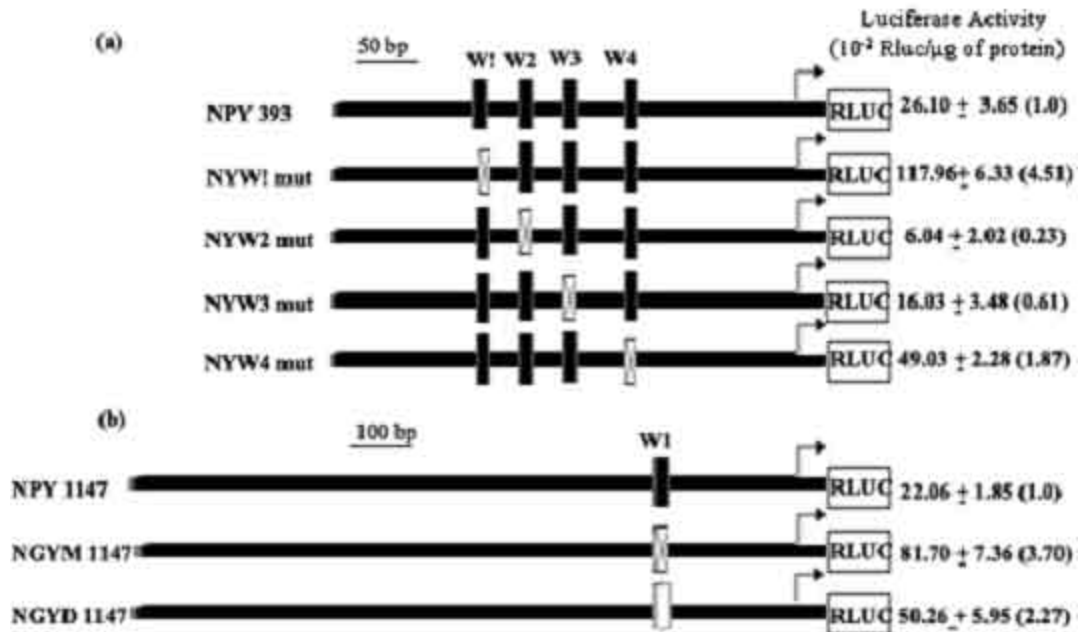 Luciferase Activity
(10⁻² Rluc/µg of protein)
(a)
50 bp
W! W2 W3 W4
NPY 393 RLUC 26.10 ± 3.65 (1.0)
NYW! mut RLUC 117.96± 6.33 (4.51)
NYW2 mut RLUC 6.04 ± 2.02 (0.23)
NYW3 mut RLUC 16.03 ± 3.48 (0.61)
NYW4 mut RLUC 49.03 ± 2.28 (1.87)
(b)
100 bp
W1
NPY 1147 RLUC 22.06 ± 1.85 (1.0)
NGYM 1147 RLUC 81.70 ± 7.36 (3.70)
NGYD 1147 RLUC 50.26 ± 5.95 (2.27)